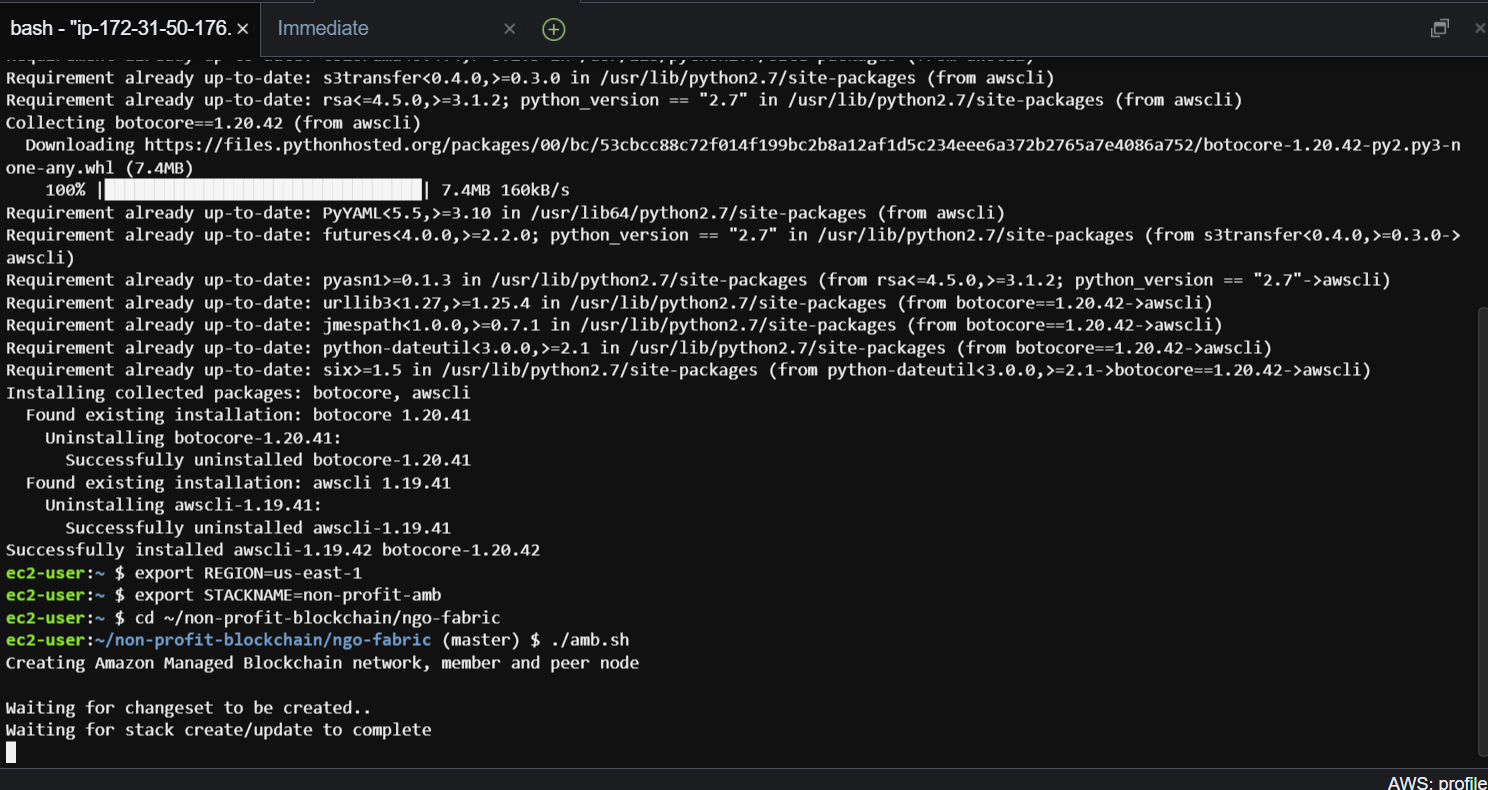 bash - "ip-172-31-50-176.
Immediate
Requirement already up-to-date: s3transfer<0.4.0,>=0.3.0 in /usr/lib/python2.7/site-packages (from awscli)
Requirement already up-to-date: rsa<=4.5.0,>=3.1.2; python_version == "2.7" in /usr/lib/python2.7/site-packages (from awscli)
Collecting botocore==1.20.42 (from awscli)
  Downloading https://files.pythonhosted.org/packages/00/bc/53cbcc88c72f014f199bc2b8a12af1d5c234eee6a372b2765a7e4086a752/botocore-1.20.42-py2.py3-n
one-any.whl (7.4MB)
    100% || 7.4MB 160kB/s
Requirement already up-to-date: PyYAML<5.5,>=3.10 in /usr/lib64/python2.7/site-packages (from awscli)
Requirement already up-to-date: futures<4.0.0,>=2.2.0; python_version == "2.7" in /usr/lib/python2.7/site-packages (from s3transfer<0.4.0,>=0.3.0->
awscli)
Requirement already up-to-date: pyasn1>=0.1.3 in /usr/lib/python2.7/site-packages (from rsa<=4.5.0,>=3.1.2; python_version == "2.7"->awscli)
Requirement already up-to-date: urllib3<1.27,>=1.25.4 in /usr/lib/python2.7/site-packages (from botocore==1.20.42->awscli)
Requirement already up-to-date: jmespath<1.0.0,>=0.7.1 in /usr/lib/python2.7/site-packages (from botocore==1.20.42->awscli)
Requirement already up-to-date: python-dateutil<3.0.0,>=2.1 in /usr/lib/python2.7/site-packages (from botocore==1.20.42->awscli)
Requirement already up-to-date: six>=1.5 in /usr/lib/python2.7/site-packages (from python-dateutil<3.0.0,>=2.1->botocore==1.20.42->awscli)
Installing collected packages: botocore, awscli
  Found existing installation: botocore 1.20.41
    Uninstalling botocore-1.20.41:
      Successfully uninstalled botocore-1.20.41
  Found existing installation: awscli 1.19.41
    Uninstalling awscli-1.19.41:
      Successfully uninstalled awscli-1.19.41
Successfully installed awscli-1.19.42 botocore-1.20.42
ec2-user:~ $ export REGION=us-east-1
ec2-user:~ $ export STACKNAME=non-profit-amb
ec2-user:~ $ cd ~/non-profit-blockchain/ngo-fabric
ec2-user:~/non-profit-blockchain/ngo-fabric (master) $ ./amb.sh
Creating Amazon Managed Blockchain network, member and peer node
Waiting for changeset to be created..
Waiting for stack create/update to complete
AWS: profile